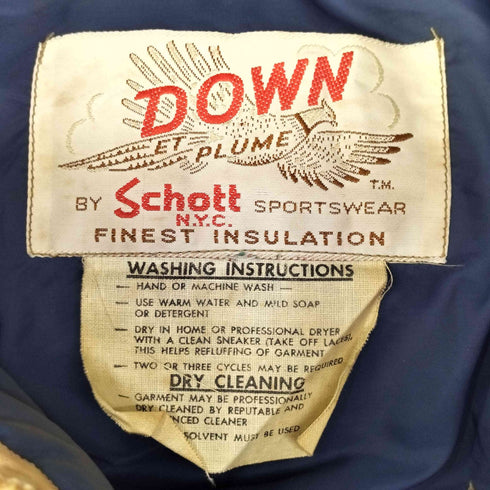 DOWN
ET PLUME
T.M.
BY Schott SPORTSWEAR
N.Y.C.
FINEST INSULATION
WASHING INSTRUCTIONS
— HAND OR MACHINE WASH —
— USE WARM WATER AND MILD SOAP
OR DETERGENT
— DRY IN HOME OR PROFESSIONAL DRYER
WITH A CLEAN SNEAKER (TAKE OFF LACES),
THIS HELPS REFLUFFING OF GARMENT
— TWO OR THREE CYCLES MAY BE REQUIRED
DRY CLEANING
— GARMENT MAY BE PROFESSIONALLY
DRY CLEANED BY REPUTABLE AND
CLEANER
SOLVENT MUST BE USED